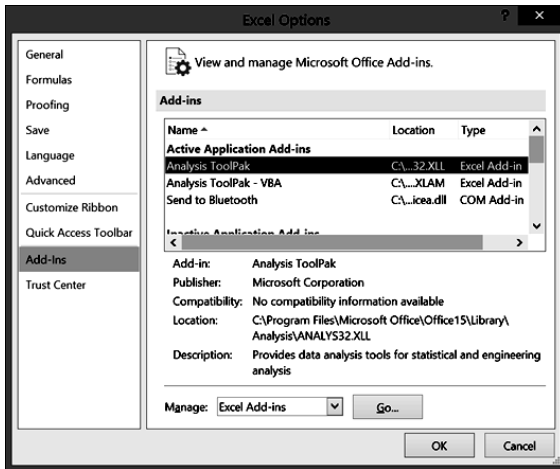 Excel Options
?
General
Formulas
Proofing
Save
Language
Advanced
Customize Ribbon
Quick Access Toolbar
Add-Ins
Trust Center
View and manage Microsoft Office Add-ins.
Add-ins
Name Location Type
Active Application Add-ins
Analysis ToolPak C:\...32.XLL Excel Add-in
Analysis ToolPak - VBA C:\...XLAM Excel Add-in
Send to Bluetooth C:\...icea.dll COM Add-in
Inactive Application Add-ins
Add-in: Analysis ToolPak
Publisher: Microsoft Corporation
Compatibility: No compatibility information available
Location: C:\Program Files\Microsoft Office\Office15\Library\
Analysis\ANALYS32.XLL
Description: Provides data analysis tools for statistical and engineering
analysis
Manage: Excel Add-ins Go...
OK Cancel